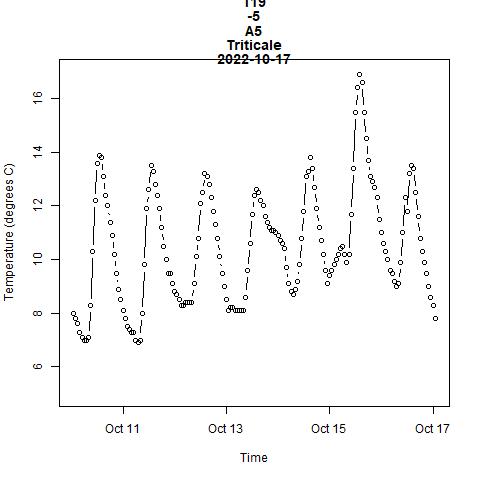 T19
-5
A5
Triticale
2022-10-17
16
14
12
10
8
6
Temperature (degrees C)
Oct 11
Oct 13
Oct 15
Oct 17
Time